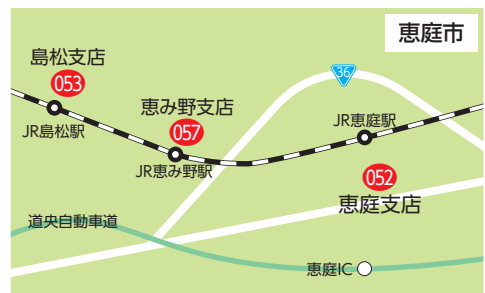 恵庭市
島松支店
053
36
恵み野支店
057
JR島松駅
JR恵庭駅
JR恵み野駅
052
恵庭支店
道央自動車道
恵庭IC